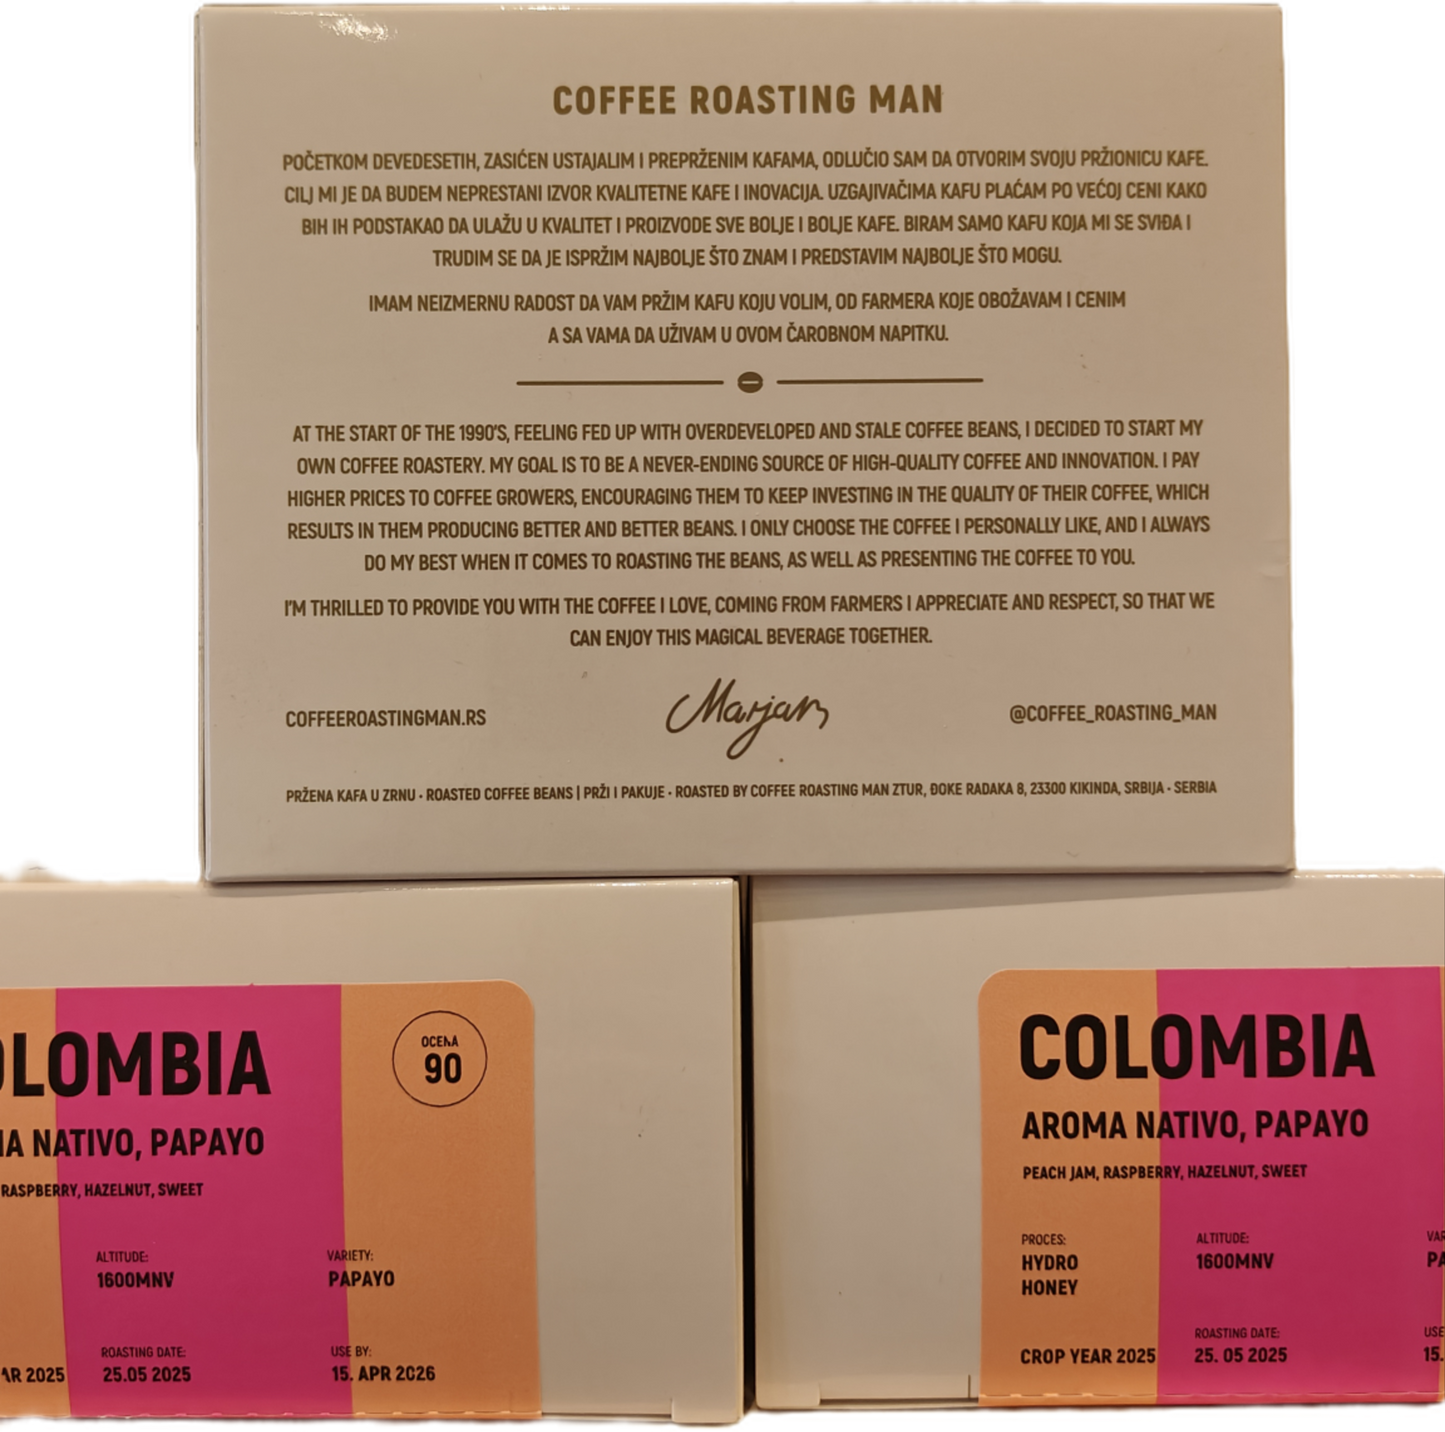 COFFEE ROASTING MAN
POČETKOM DEVEDESETIH, ZASIĆEN USTAJALIM I PREPRŽENIM KAFAMA, ODLUČIO SAM DA OTVORIM SVOJU PRŽIONICU KAFE.
CILJ MI JE DA BUDEM NEPRESTANI IZVOR KVALITETNE KAFE I INOVACIJA. UZGAJIVAČIMA KAFU PLAĆAM PO VEĆOJ CENI KAKO
BIH IH PODSTAKAO DA ULAŽU U KVALITET I PROIZVODE SVE BOLJE I BOLJE KAFE. BIRAM SAMO KAFU KOJA MI SE SVIĐA I
TRUDIM SE DA JE ISPRŽIM NAJBOLJE ŠTO ZNAM I PREDSTAVIM NAJBOLJE ŠTO MOGU.
IMAM NEIZMERNU RADOST DA VAM PRŽIM KAFU KOJU VOLIM, OD FARMERA KOJE OBOŽAVAM I CENIM
A SA VAMA DA UŽIVAM U OVOM ČAROBNOM NAPITKU.
AT THE START OF THE 1990'S, FEELING FED UP WITH OVERDEVELOPED AND STALE COFFEE BEANS, I DECIDED TO START MY
OWN COFFEE ROASTERY. MY GOAL IS TO BE A NEVER-ENDING SOURCE OF HIGH-QUALITY COFFEE AND INNOVATION. I PAY
HIGHER PRICES TO COFFEE GROWERS, ENCOURAGING THEM TO KEEP INVESTING IN THE QUALITY OF THEIR COFFEE, WHICH
RESULTS IN THEM PRODUCING BETTER AND BETTER BEANS. I ONLY CHOOSE THE COFFEE I PERSONALLY LIKE, AND I ALWAYS
DO MY BEST WHEN IT COMES TO ROASTING THE BEANS, AS WELL AS PRESENTING THE COFFEE TO YOU.
I'M THRILLED TO PROVIDE YOU WITH THE COFFEE I LOVE, COMING FROM FARMERS I APPRECIATE AND RESPECT, SO THAT WE
CAN ENJOY THIS MAGICAL BEVERAGE TOGETHER.
COFFEEROASTINGMAN.RS
Marjan
@COFFEE_ROASTING_MAN
PRŽENA KAFA U ZRNU • ROASTED COFFEE BEANS | PRŽI I PAKUJE • ROASTED BY COFFEE ROASTING MAN ZTUR, ĐOKE RADAKA 8, 23300 KIKINDA, SRBIJA • SERBIA
OLOMBIA
OCENA
90
MA NATIVO, PAPAYO
RASPBERRY, HAZELNUT, SWEET
ALTITUDE:
1600MNV
VARIETY:
PAPAYO
AR 2025
ROASTING DATE:
25.05 2025
USE BY:
15. APR 2026
COLOMBIA
AROMA NATIVO, PAPAYO
PEACH JAM, RASPBERRY, HAZELNUT, SWEET
PROCES:
HYDRO
HONEY
ALTITUDE:
1600MNV
VAR
PA
CROP YEAR 2025
ROASTING DATE:
25. 05 2025
USE
15.